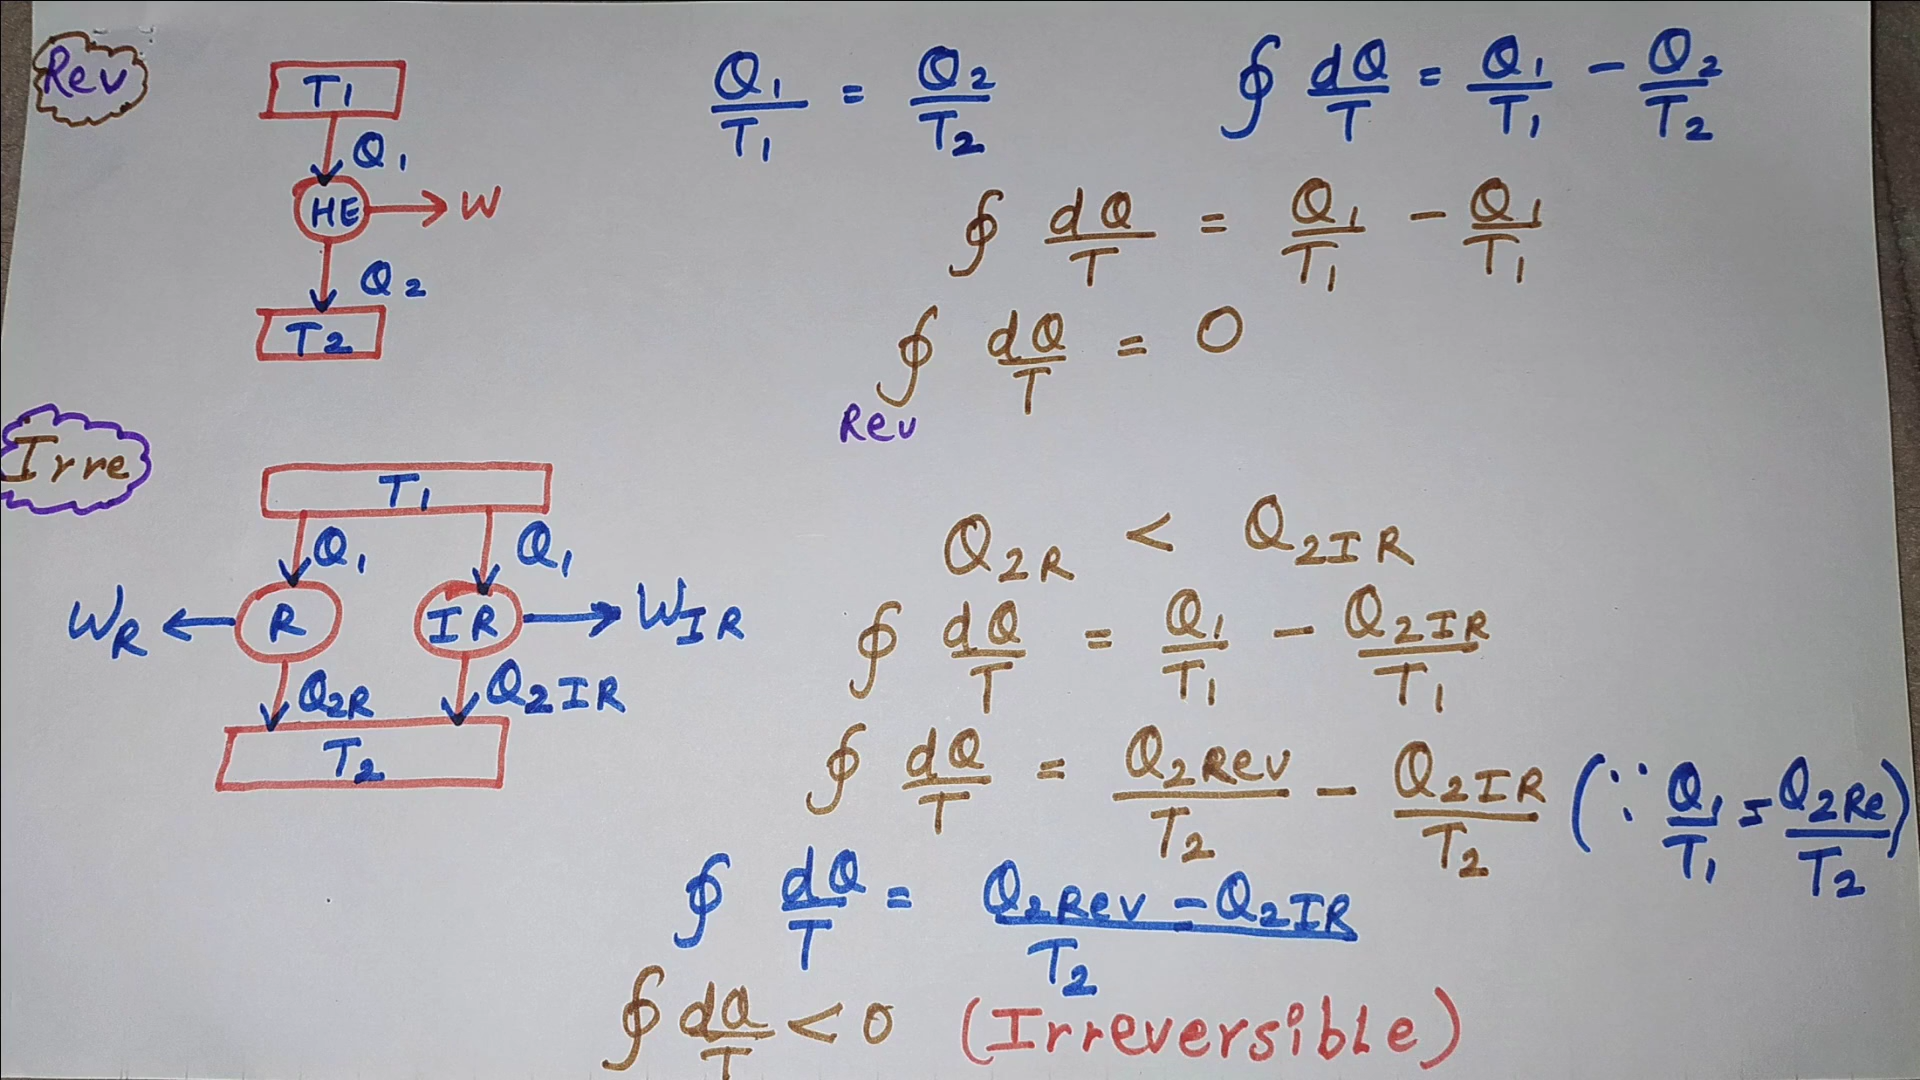 Rev
T1
Q1
HE → W
Q2
T2
Q1/T1 = Q2/T2
∮ dQ/T = Q1/T1 - Q2/T2
∮ dQ/T = Q1/T1 - Q1/T1
∮ dQ/T = 0
Rev
Irre
T1
Q1 Q1
WR ← R IR → WIR
Q2R Q2IR
T2
Q2R < Q2IR
∮ dQ/T = Q1/T1 - Q2IR/T1
∮ dQ/T = Q2Rev/T2 - Q2IR/T2 (∵ Q1/T1 = Q2Re/T2)
∮ dQ/T = Q2Rev - Q2IR/T2
∮ dQ/T < 0 (Irreversible)